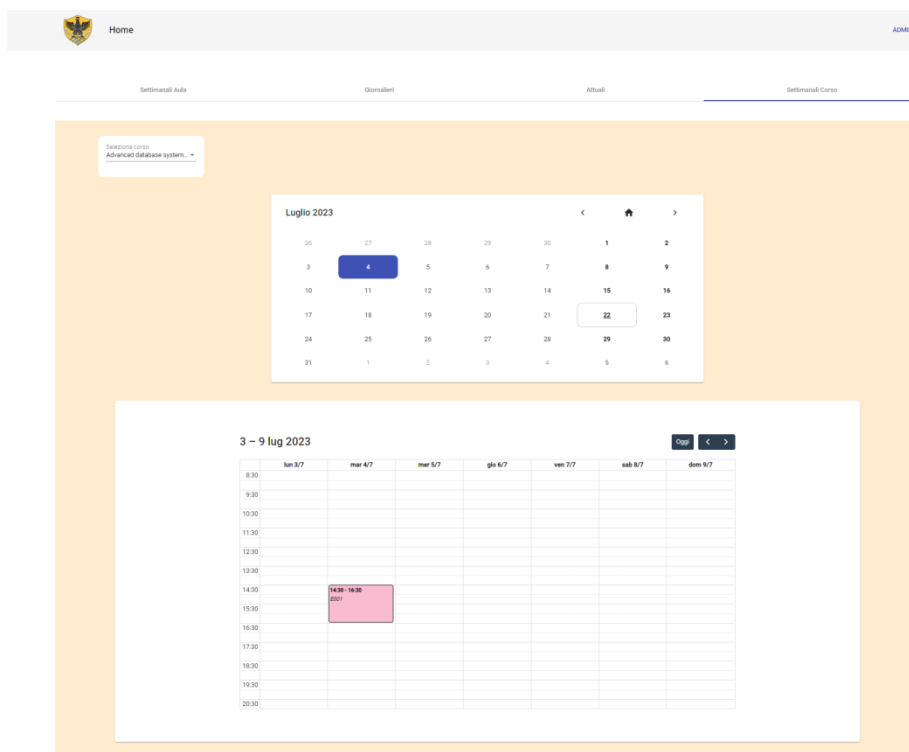 Home
ADMI
Settimanali Aula Giornalieri Attuali Settimanali Corso
Seleziona corso
Advanced database system...
Luglio 2023
26 27 28 29 30 1 2
3 4 5 6 7 8 9
10 11 12 13 14 15 16
17 18 19 20 21 22 23
24 25 26 27 28 29 30
31 1 2 3 4 5 6
3 – 9 lug 2023
Oggi
lun 3/7 mar 4/7 mer 5/7 gio 6/7 ven 7/7 sab 8/7 dom 9/7
8:30
9:30
10:30
11:30
12:30
13:30
14:30 14:30 - 16:30
EB01
15:30
16:30
17:30
18:30
19:30
20:30